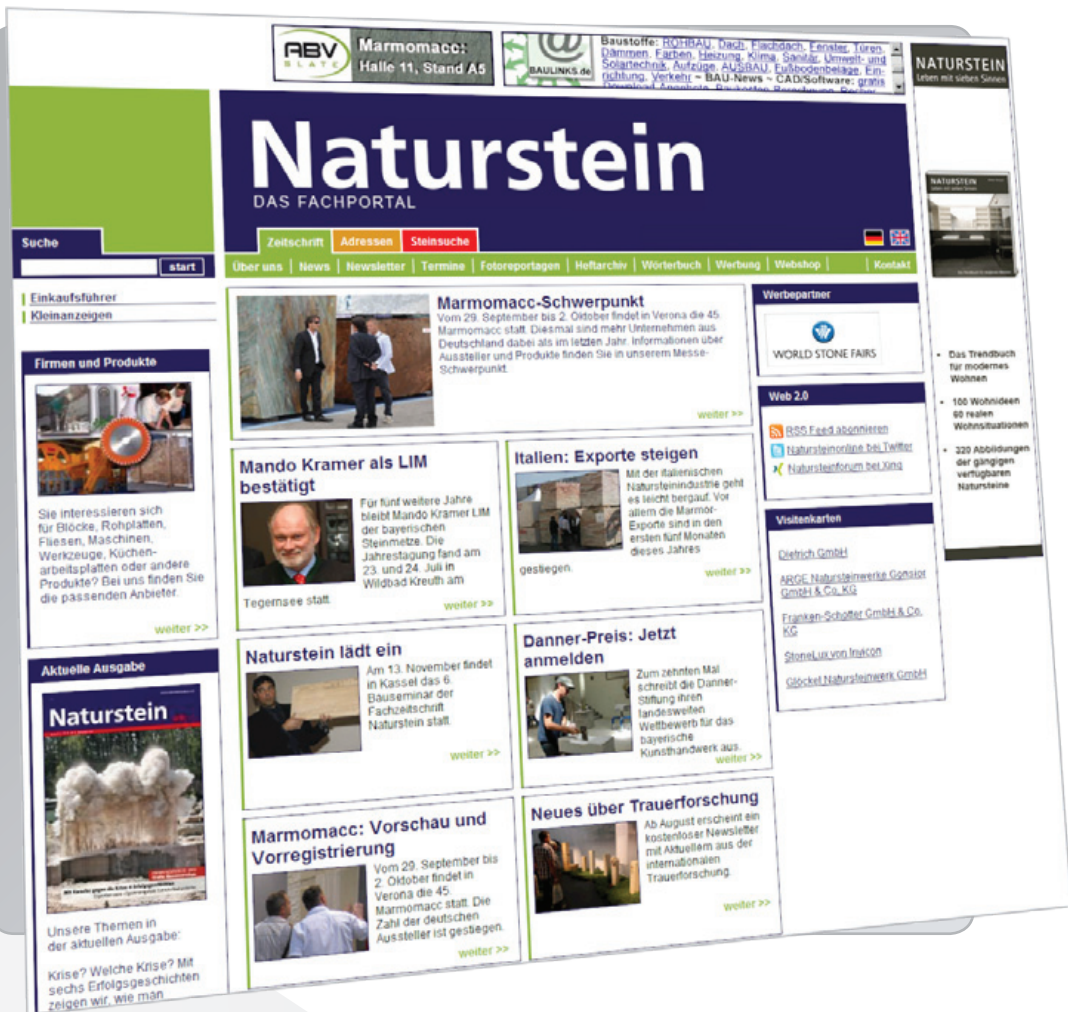 ABV
SLATE
Marmomacc:
Halle 11, Stand A5
@
BAULINKS.de
Baustoffe: ROHBAU, Dach, Flachdach, Fenster, Türen,
Dämmen, Farben, Heizung, Klima, Sanitär, Umwelt- und
Solartechnik, Aufzüge, AUSBAU, Fußbodenbeläge, Ein-
richtung, Verkehr ~ BAU-News ~ CAD/Software: gratis
NATURSTEIN
Leben mit sieben Sinnen
Naturstein
DAS FACHPORTAL
Suche
start
Zeitschrift Adressen Steinsuche
Über uns | News | Newsletter | Termine | Fotoreportagen | Heftarchiv | Wörterbuch | Werbung | Webshop | | Kontakt
Einkaufsführer
Kleinanzeigen
Firmen und Produkte
Sie interessieren sich
für Blöcke, Rohplatten,
Fliesen, Maschinen,
Werkzeuge, Küchen-
arbeitsplatten oder andere
Produkte? Bei uns finden Sie
die passenden Anbieter.
weiter >>
Aktuelle Ausgabe
Naturstein
Unsere Themen in
der aktuellen Ausgabe:
Krise? Welche Krise? Mit
sechs Erfolgsgeschichten
zeigen wir, wie man
Marmomacc-Schwerpunkt
Vom 29. September bis 2. Oktober findet in Verona die 45.
Marmomacc statt. Diesmal sind mehr Unternehmen aus
Deutschland dabei als im letzten Jahr. Informationen über
Aussteller und Produkte finden Sie in unserem Messe-
Schwerpunkt.
weiter >>
Mando Kramer als LIM
bestätigt
Für fünf weitere Jahre
bleibt Mando Kramer LIM
der bayerischen
Steinmetze. Die
Jahrestagung fand am
23. und 24. Juli in
Wildbad Kreuth am
Tegernsee statt.
weiter >>
Italien: Exporte steigen
Mit der italienischen
Natursteinindustrie geht
es leicht bergauf. Vor
allem die Marmor-
Exporte sind in den
ersten fünf Monaten
dieses Jahres
gestiegen.
weiter >>
Naturstein lädt ein
Am 13. November findet
in Kassel das 6.
Bauseminar der
Fachzeitschrift
Naturstein statt.
weiter >>
Danner-Preis: Jetzt
anmelden
Zum zehnten Mal
schreibt die Danner-
Stiftung ihren
landesweiten
Wettbewerb für das
bayerische
Kunsthandwerk aus.
weiter >>
Marmomacc: Vorschau und
Vorregistrierung
Vom 29. September bis
2. Oktober findet in
Verona die 45.
Marmomacc statt. Die
Zahl der deutschen
Aussteller ist gestiegen.
weiter >>
Neues über Trauerforschung
Ab August erscheint ein
kostenloser Newsletter
mit Aktuellem aus der
internationalen
Trauerforschung.
weiter >>
Werbepartner
WORLD STONE FAIRS
Web 2.0
RSS Feed abonnieren
Natursteinonline bei Twitter
Natursteinforum bei Xing
Visitenkarten
Dietrich GmbH
ARGE Natursteinwerke Gonsior
GmbH & Co. KG
Franken-Schotter GmbH & Co.
KG
StoneLux von Invicon
Glöckel Natursteinwerk GmbH
NATURSTEIN
• Das Trendbuch
für modernes
Wohnen
• 100 Wohnideen
60 realen
Wohnsituationen
• 320 Abbildungen
der gängigen
verfügbaren
Natursteine